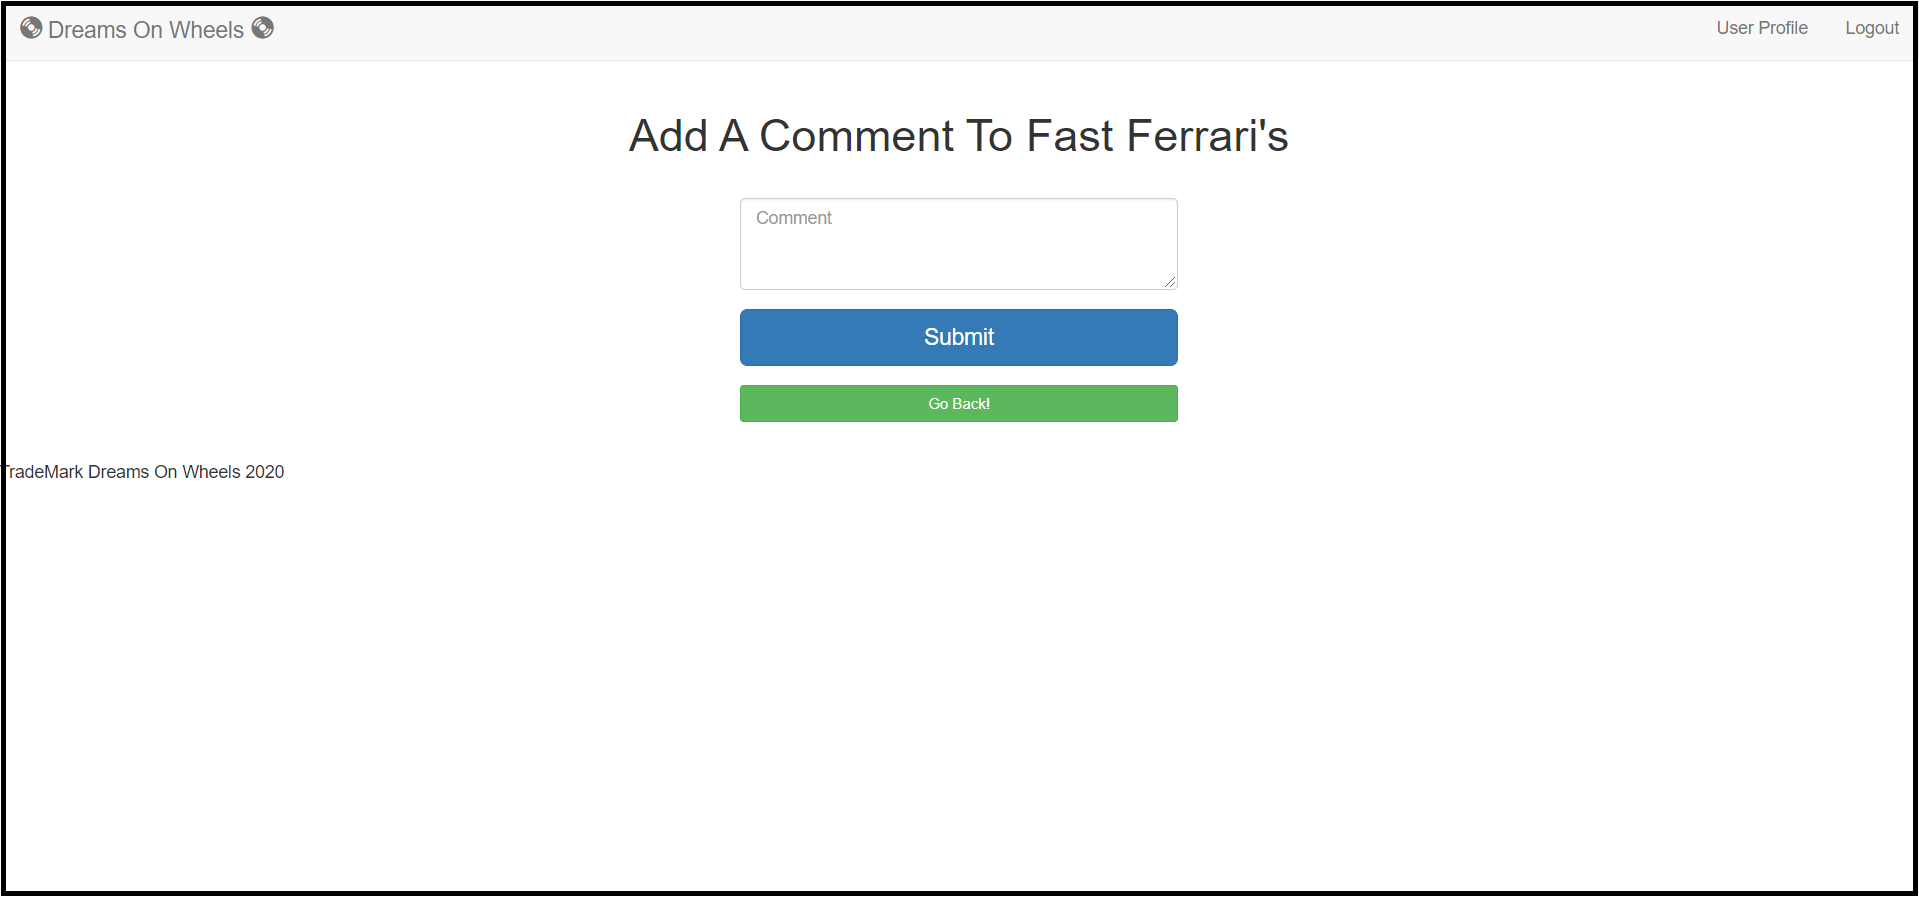 Dreams On Wheels
User Profile
Logout
Add A Comment To Fast Ferrari's
Comment
Submit
Go Back!
TradeMark Dreams On Wheels 2020